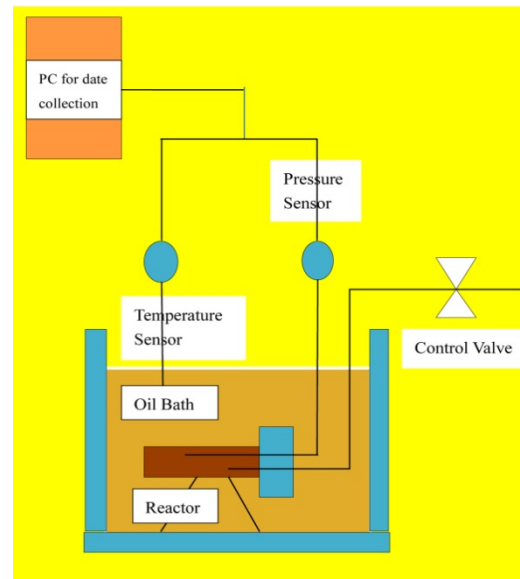 PC for date
collection
Pressure
Sensor
Temperature
Sensor
Control Valve
Oil Bath
Reactor